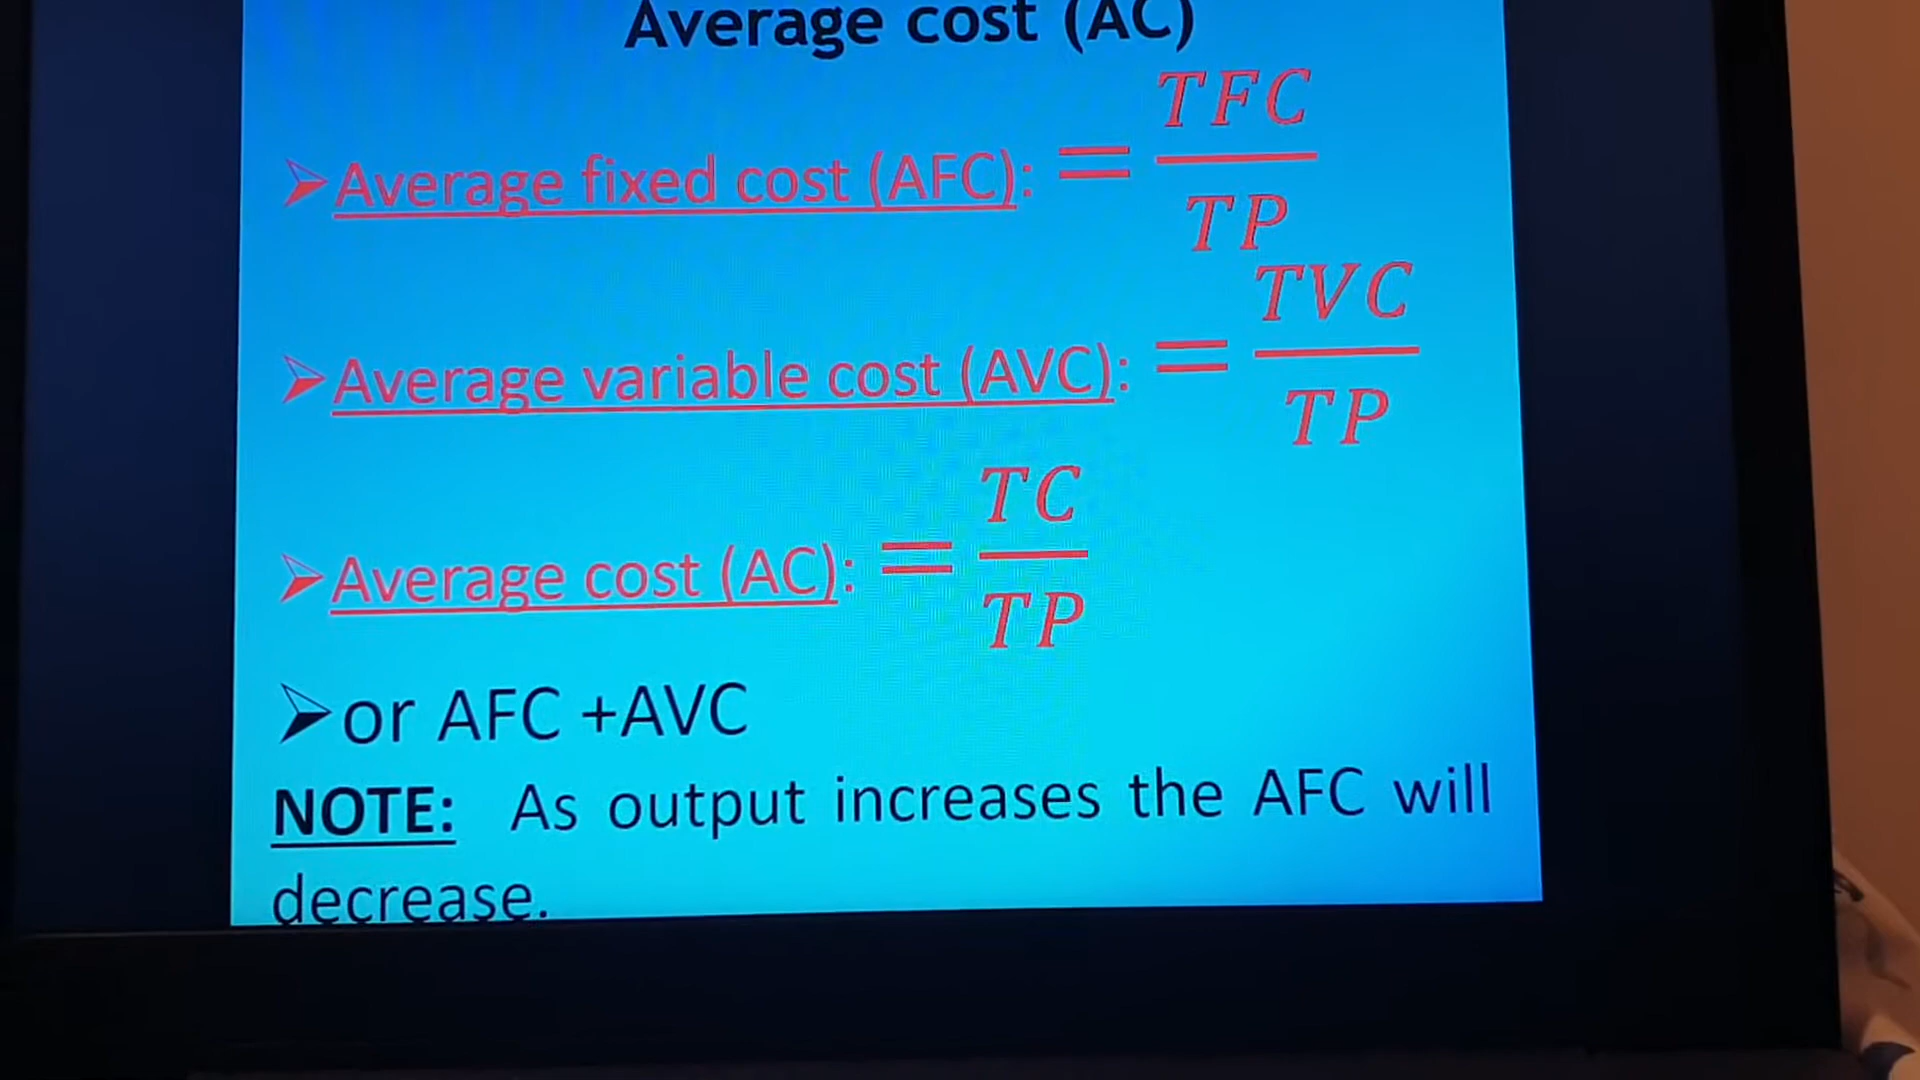 Average cost (AC)
➢Average fixed cost (AFC): = TFC / TP
➢Average variable cost (AVC): = TVC / TP
➢Average cost (AC): = TC / TP
➢or AFC +AVC
NOTE: As output increases the AFC will
decrease.